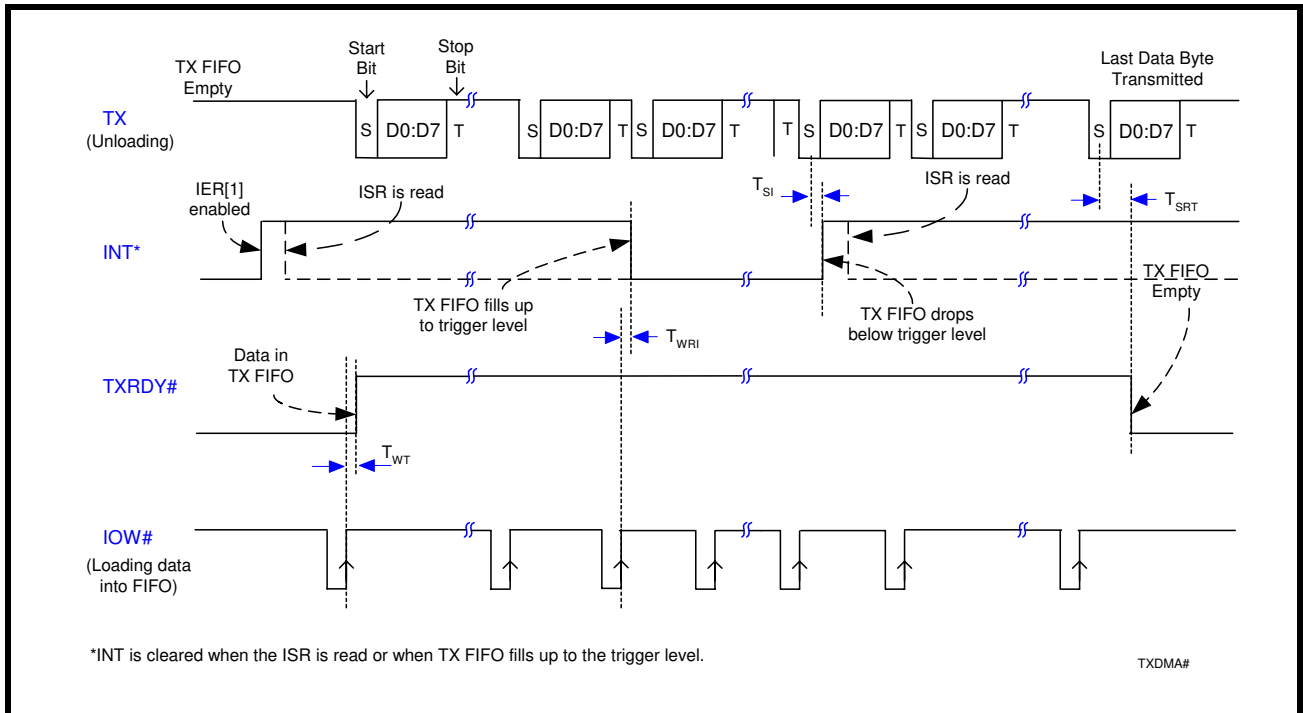 TX FIFO
Empty
Start
Bit
Stop
Bit
Last Data Byte
Transmitted
TX
(Unloading)
S D0:D7 T S D0:D7 T S D0:D7 T T S D0:D7 T S D0:D7 T S D0:D7 T
IER[1]
enabled
ISR is read
TSI
ISR is read
TSRT
INT*
TX FIFO fills up
to trigger level
TX FIFO drops
below trigger level
TX FIFO
Empty
TWRI
Data in
TX FIFO
TXRDY#
TWT
IOW#
(Loading data
into FIFO)
*INT is cleared when the ISR is read or when TX FIFO fills up to the trigger level.
TXDMA#